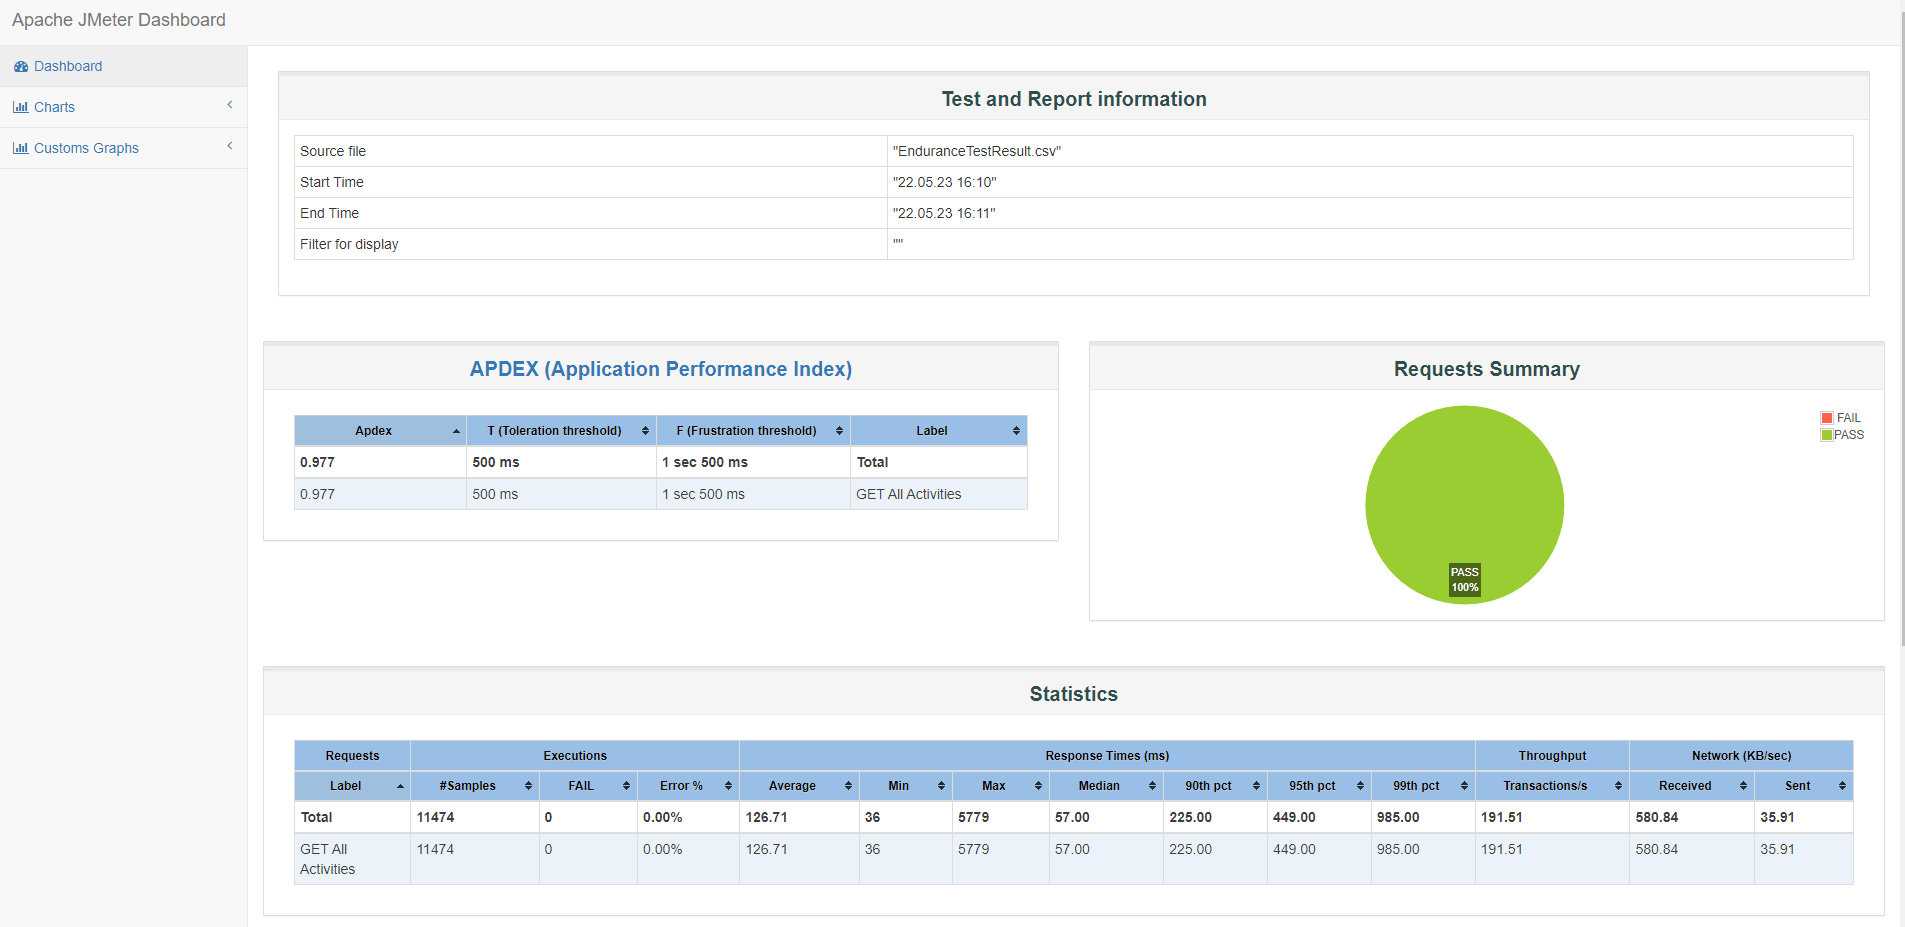 Apache JMeter Dashboard
Dashboard
Charts
Customs Graphs
Test and Report information
Source file "EnduranceTestResult.csv"
Start Time "22.05.23 16:10"
End Time "22.05.23 16:11"
Filter for display ""
APDEX (Application Performance Index)
Apdex T (Toleration threshold) F (Frustration threshold) Label
0.977 500 ms 1 sec 500 ms Total
0.977 500 ms 1 sec 500 ms GET All Activities
Requests Summary
FAIL
PASS
PASS
100%
Statistics
Requests Executions Response Times (ms) Throughput Network (KB/sec)
Label #Samples FAIL Error % Average Min Max Median 90th pct 95th pct 99th pct Transactions/s Received Sent
Total 11474 0 0.00% 126.71 36 5779 57.00 225.00 449.00 985.00 191.51 580.84 35.91
GET All 11474 0 0.00% 126.71 36 5779 57.00 225.00 449.00 985.00 191.51 580.84 35.91
Activities